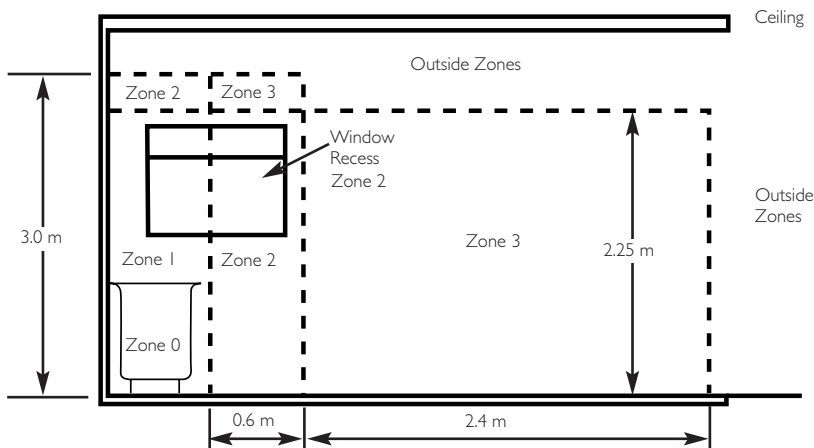 Ceiling
Outside Zones
Zone 2
Zone 3
Window
Recess
Zone 2
Outside
Zones
3.0 m
Zone 1
Zone 2
Zone 3
2.25 m
Zone 0
0.6 m
2.4 m